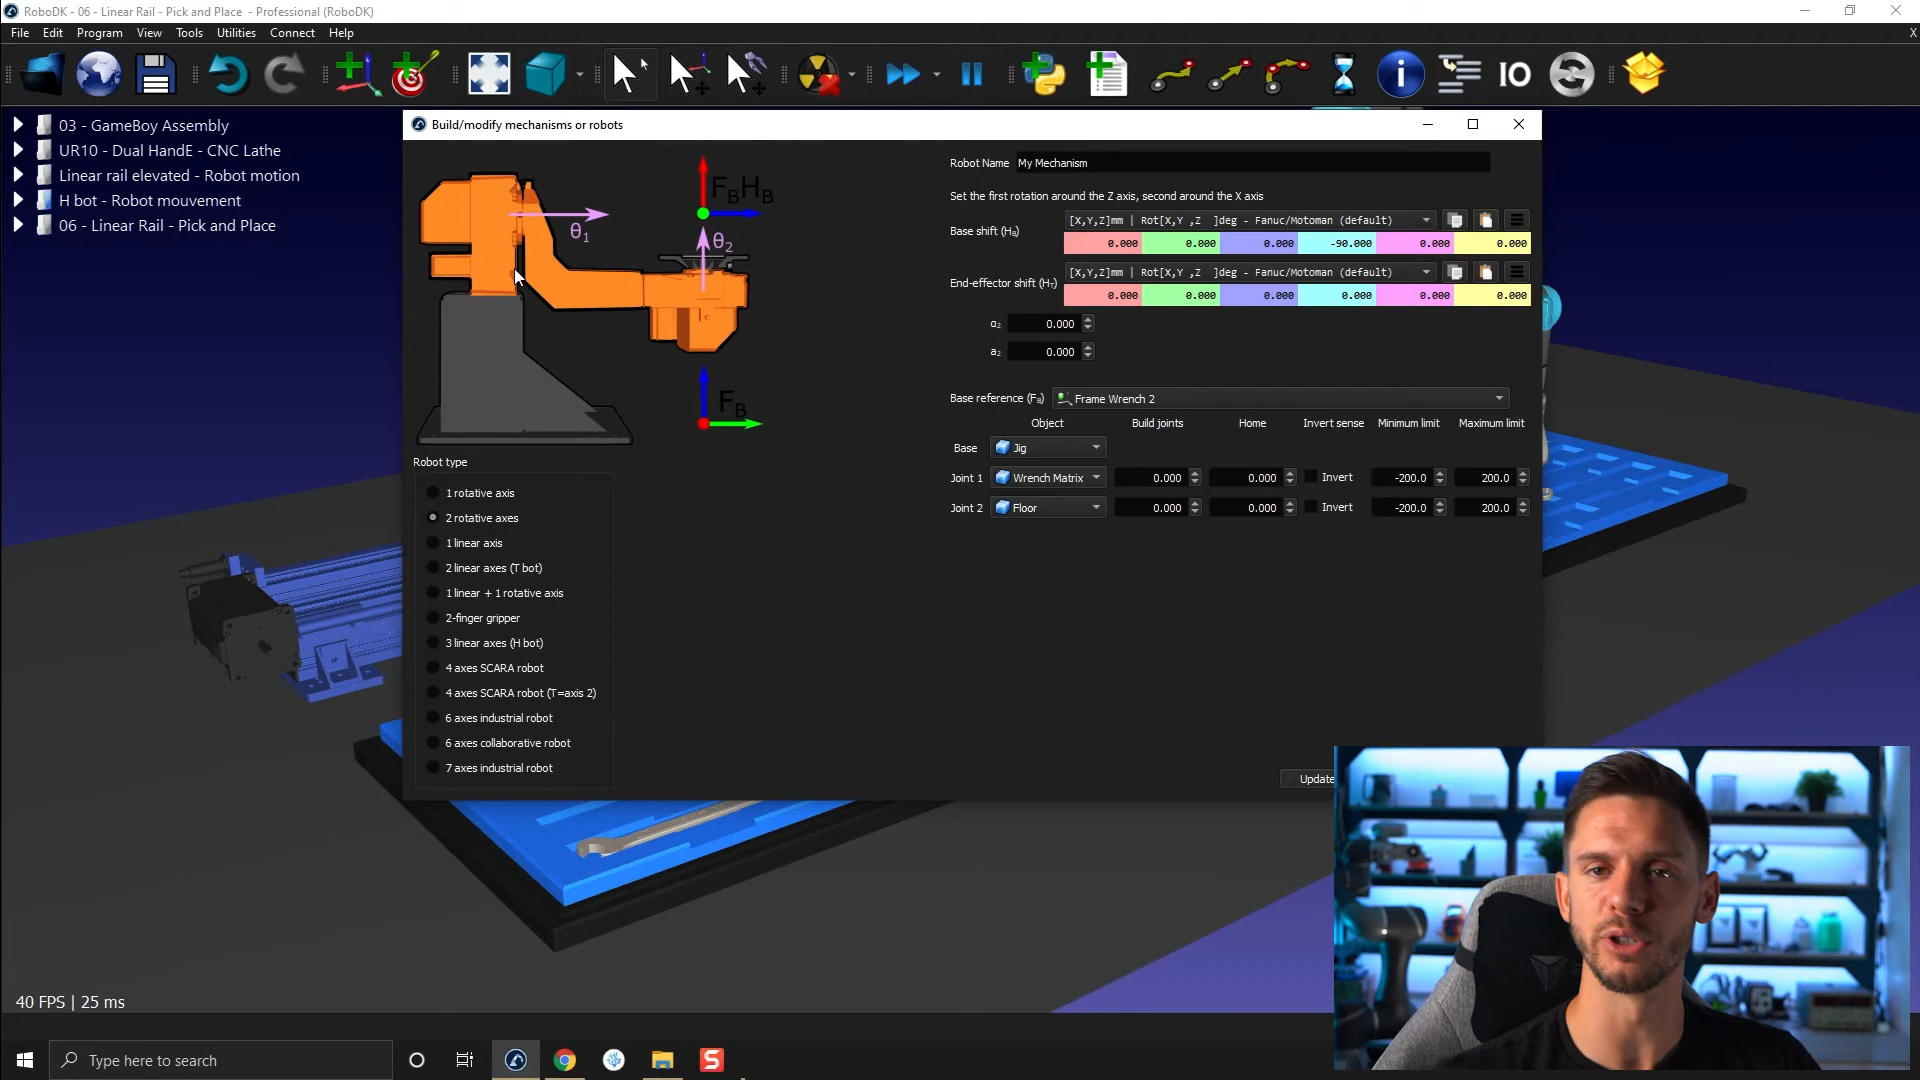 RoboDK - 06 - Linear Rail - Pick and Place - Professional (RoboDK)
File Edit Program View Tools Utilities Connect Help X
IO
03 - GameBoy Assembly
UR10 - Dual HandE - CNC Lathe
Linear rail elevated - Robot motion
H bot - Robot mouvement
06 - Linear Rail - Pick and Place
Build/modify mechanisms or robots
FBHB
θ1
θ2
FB
Robot type
1 rotative axis
2 rotative axes
1 linear axis
2 linear axes (T bot)
1 linear + 1 rotative axis
2-finger gripper
3 linear axes (H bot)
4 axes SCARA robot
4 axes SCARA robot (T=axis 2)
6 axes industrial robot
6 axes collaborative robot
7 axes industrial robot
Robot Name My Mechanism
Set the first rotation around the Z axis, second around the X axis
[X,Y,Z]mm | Rot[X,Y ,Z ]deg - Fanuc/Motoman (default)
Base shift (HB) 0.000 0.000 0.000 -90.000 0.000 0.000
[X,Y,Z]mm | Rot[X,Y ,Z ]deg - Fanuc/Motoman (default)
End-effector shift (HT) 0.000 0.000 0.000 0.000 0.000 0.000
α2 0.000
a2 0.000
Base reference (FB) Frame Wrench 2
Object Build joints Home Invert sense Minimum limit Maximum limit
Base Jig
Joint 1 Wrench Matrix 0.000 0.000 Invert -200.0 200.0
Joint 2 Floor 0.000 0.000 Invert -200.0 200.0
Update
40 FPS | 25 ms
Type here to search
S